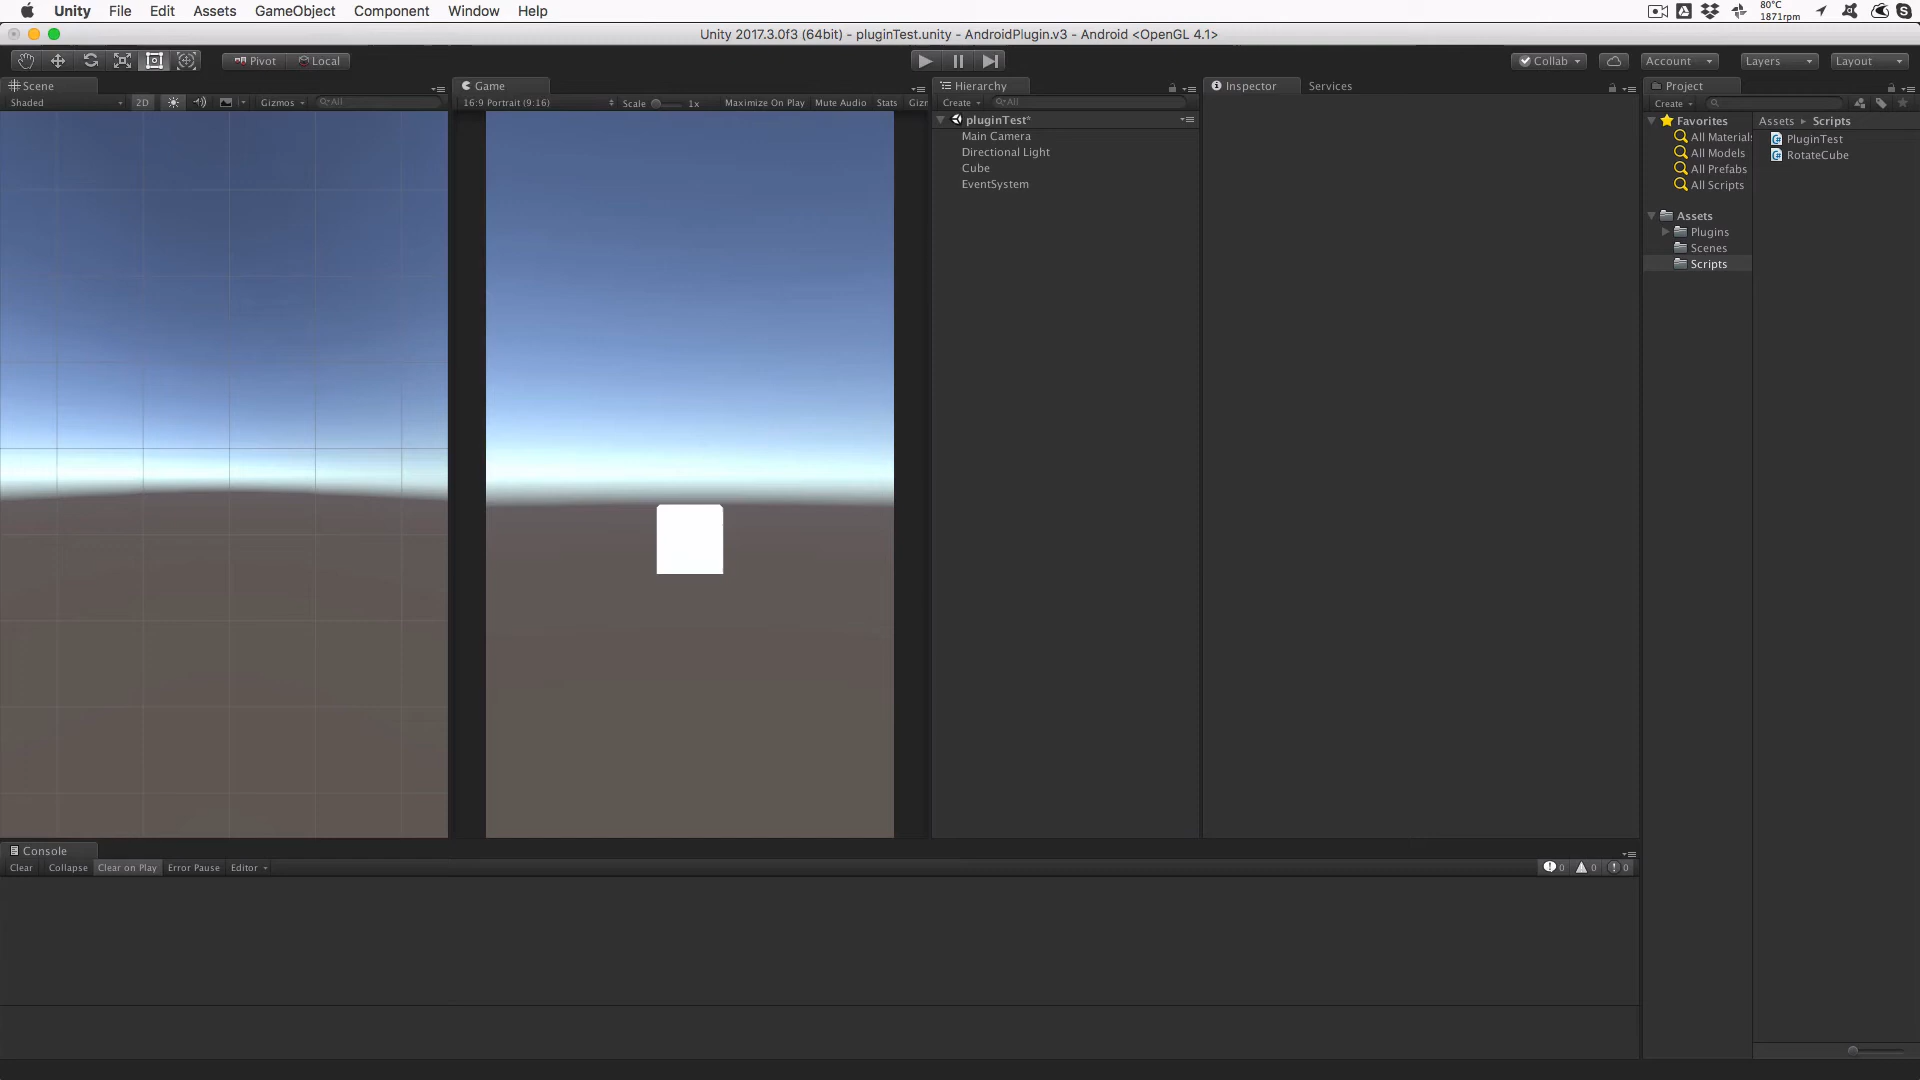 Unity File Edit Assets GameObject Component Window Help
80°C
1871rpm
Unity 2017.3.0f3 (64bit) - pluginTest.unity - AndroidPlugin.v3 - Android <OpenGL 4.1>
Pivot Local
Collab Account Layers Layout
Scene
Shaded 2D Gizmos All
Game
16:9 Portrait (9:16) Scale 1x Maximize On Play Mute Audio Stats Giz
Hierarchy
Create All
pluginTest*
Main Camera
Directional Light
Cube
EventSystem
Inspector Services
Project
Create
Favorites
All Materials
All Models
All Prefabs
All Scripts
Assets
Plugins
Scenes
Scripts
Assets Scripts
PluginTest
RotateCube
Console
Clear Collapse Clear on Play Error Pause Editor
0 0 0